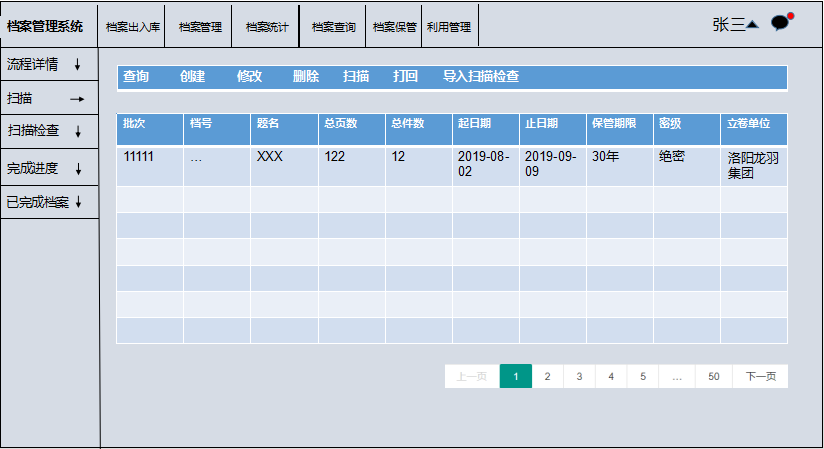 档案管理系统 档案出入库 档案管理 档案统计 档案查询 档案保管 利用管理 张三
流程详情 ↓
扫描 →
扫描检查 ↓
完成进度 ↓
已完成档案 ↓
查询 创建 修改 删除 扫描 打回 导入扫描检查
批次 档号 题名 总页数 总件数 起日期 止日期 保管期限 密级 立卷单位
11111 ... XXX 122 12 2019-08-02 2019-09-09 30年 绝密 洛阳龙羽集团
上一页 1 2 3 4 5 ... 50 下一页